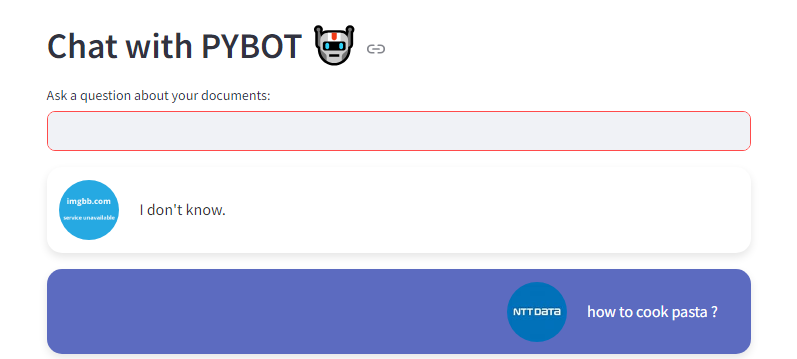 Chat with PYBOT
Ask a question about your documents:
imgbb.com
service unavailable
I don't know.
NTT DATA
how to cook pasta ?